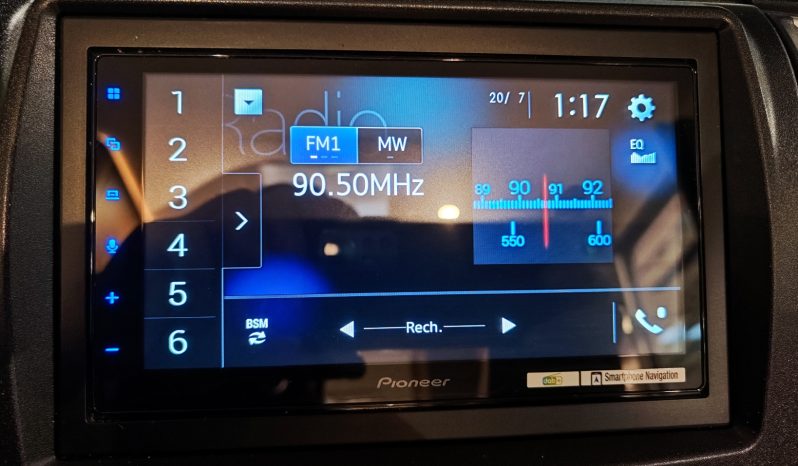 Radio
20/ 7
1:17
1
FM1
MW
EQ
2
90.50MHz
89 90 91 92
3
550 600
4
5
BSM
Rech.
6
Pioneer
dab
Smartphone Navigation